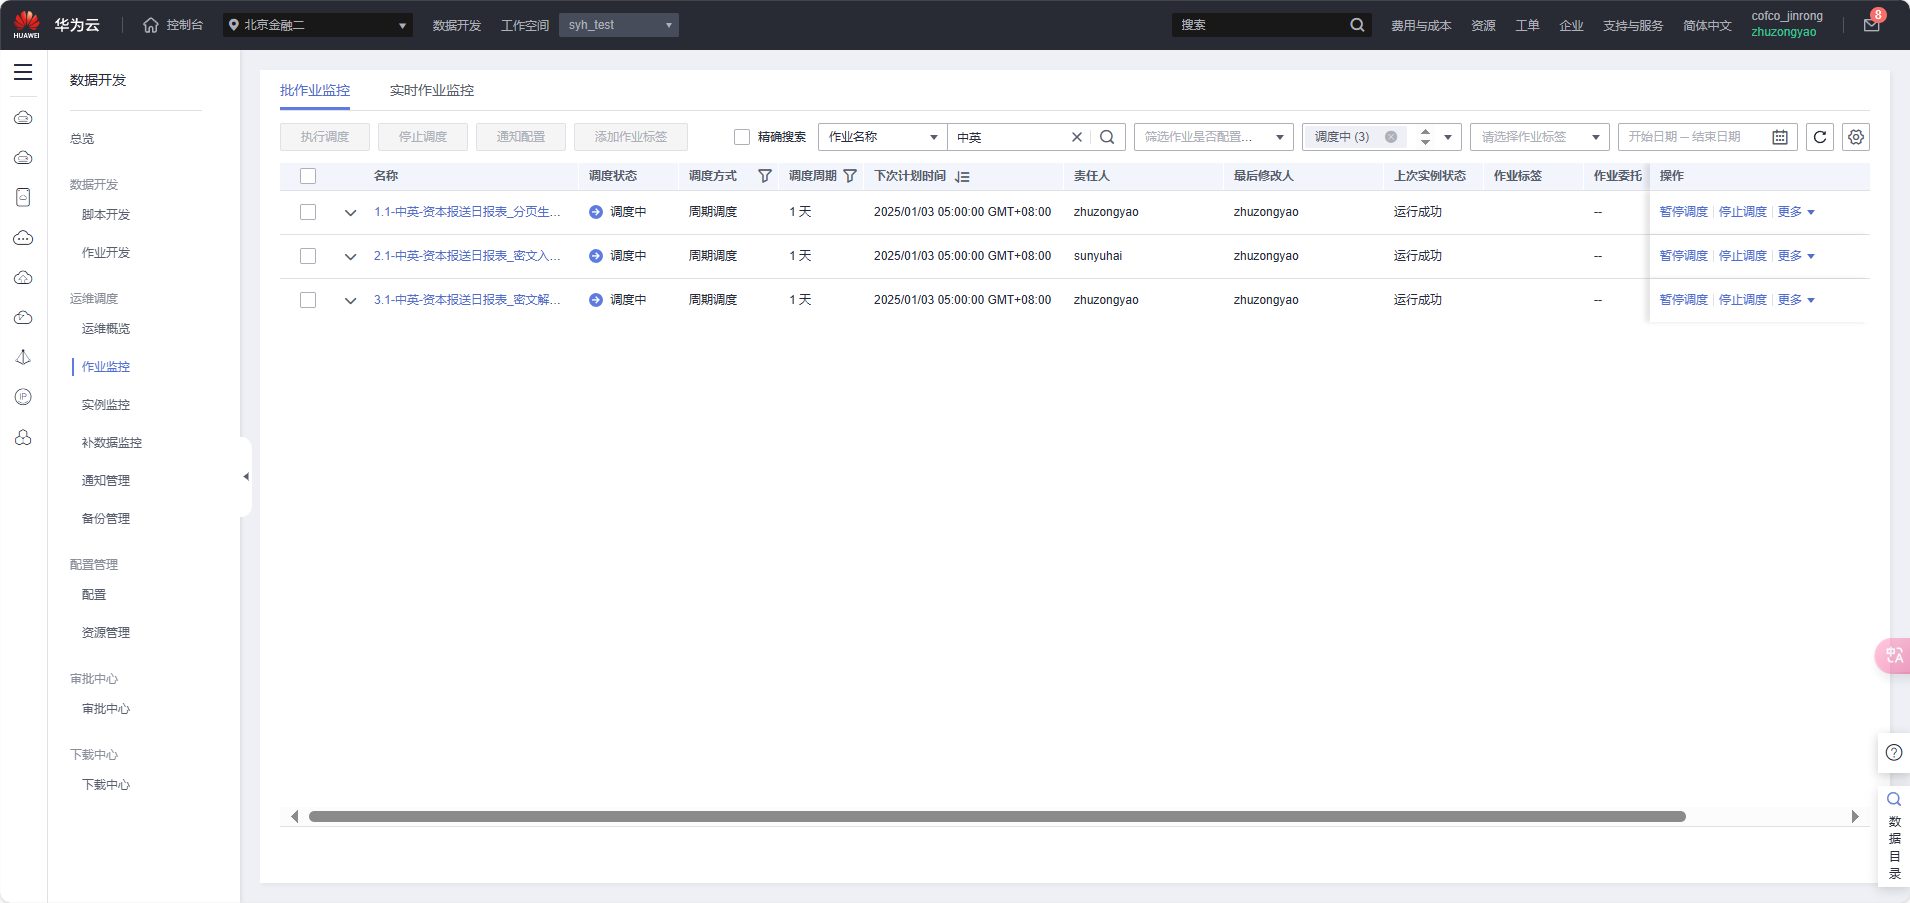 HUAWEI 华为云 控制台 北京金融二 数据开发 工作空间 syh_test 搜索 费用与成本 资源 工单 企业 支持与服务 简体中文 cofco_jinrong zhuzongyao 8
数据开发
总览
数据开发
脚本开发
作业开发
运维调度
运维概览
作业监控
实例监控
补数据监控
通知管理
备份管理
配置管理
配置
资源管理
审批中心
审批中心
下载中心
下载中心
批作业监控 实时作业监控
执行调度 停止调度 通知配置 添加作业标签 精确搜索 作业名称 中英 筛选作业是否配置... 调度中 (3) 请选择作业标签 开始日期 – 结束日期
名称 调度状态 调度方式 调度周期 下次计划时间 责任人 最后修改人 上次实例状态 作业标签 作业委托 操作
1.1-中英-资本报送日报表_分页生... 调度中 周期调度 1 天 2025/01/03 05:00:00 GMT+08:00 zhuzongyao zhuzongyao 运行成功 -- 暂停调度 停止调度 更多
2.1-中英-资本报送日报表_密文入... 调度中 周期调度 1 天 2025/01/03 05:00:00 GMT+08:00 sunyuhai zhuzongyao 运行成功 -- 暂停调度 停止调度 更多
3.1-中英-资本报送日报表_密文解... 调度中 周期调度 1 天 2025/01/03 05:00:00 GMT+08:00 zhuzongyao zhuzongyao 运行成功 -- 暂停调度 停止调度 更多
IP
中A
数
据
目
录